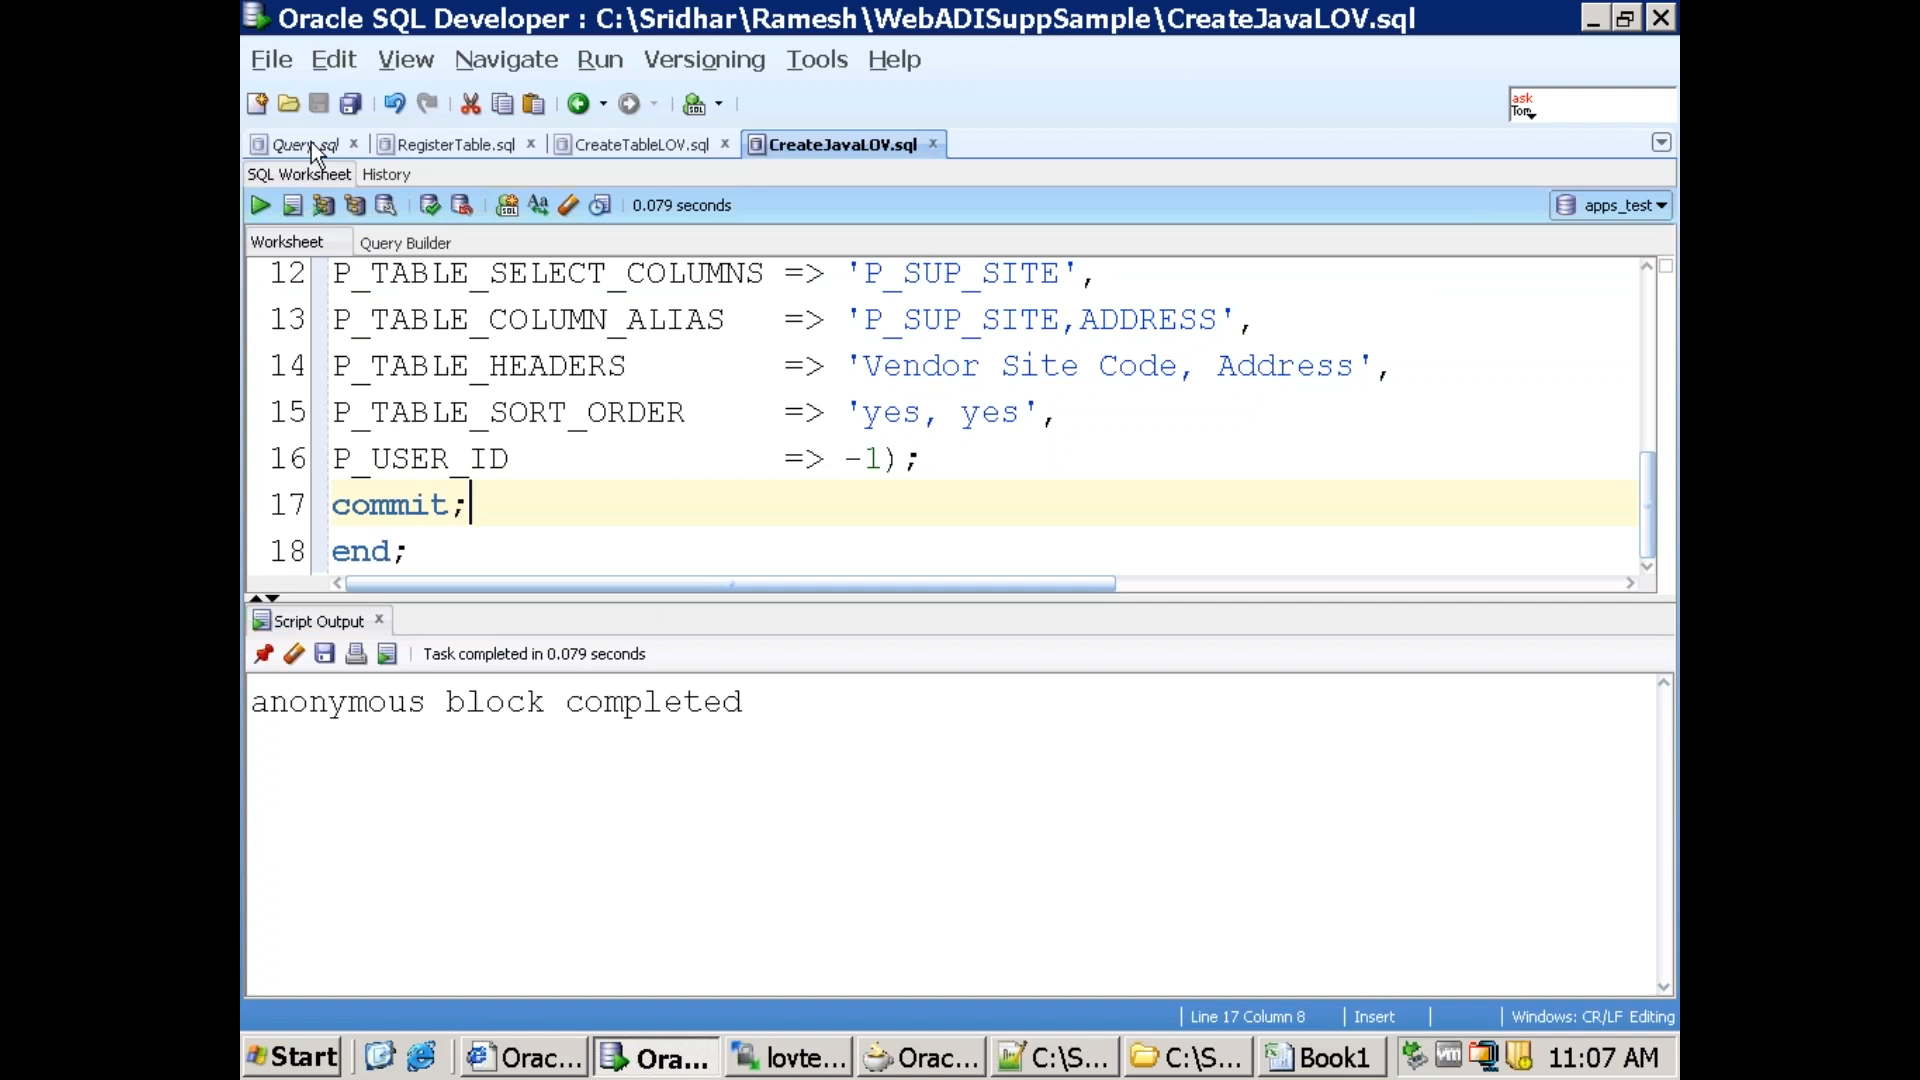 Oracle SQL Developer : C:\Sridhar\Ramesh\WebADISuppSample\CreateJavaLOV.sql
File Edit View Navigate Run Versioning Tools Help
ask
Tom
Query.sql RegisterTable.sql CreateTableLOV.sql CreateJavaLOV.sql
SQL Worksheet History
0.079 seconds apps_test
Worksheet Query Builder
12 P_TABLE_SELECT_COLUMNS => 'P_SUP_SITE',
13 P_TABLE_COLUMN_ALIAS => 'P_SUP_SITE,ADDRESS',
14 P_TABLE_HEADERS => 'Vendor Site Code, Address',
15 P_TABLE_SORT_ORDER => 'yes, yes',
16 P_USER_ID => -1);
17 commit;
18 end;
Script Output
Task completed in 0.079 seconds
anonymous block completed
Line 17 Column 8 Insert Windows: CR/LF Editing
Start Orac... Ora... lovte... Orac... C:\S... C:\S... Book1 11:07 AM